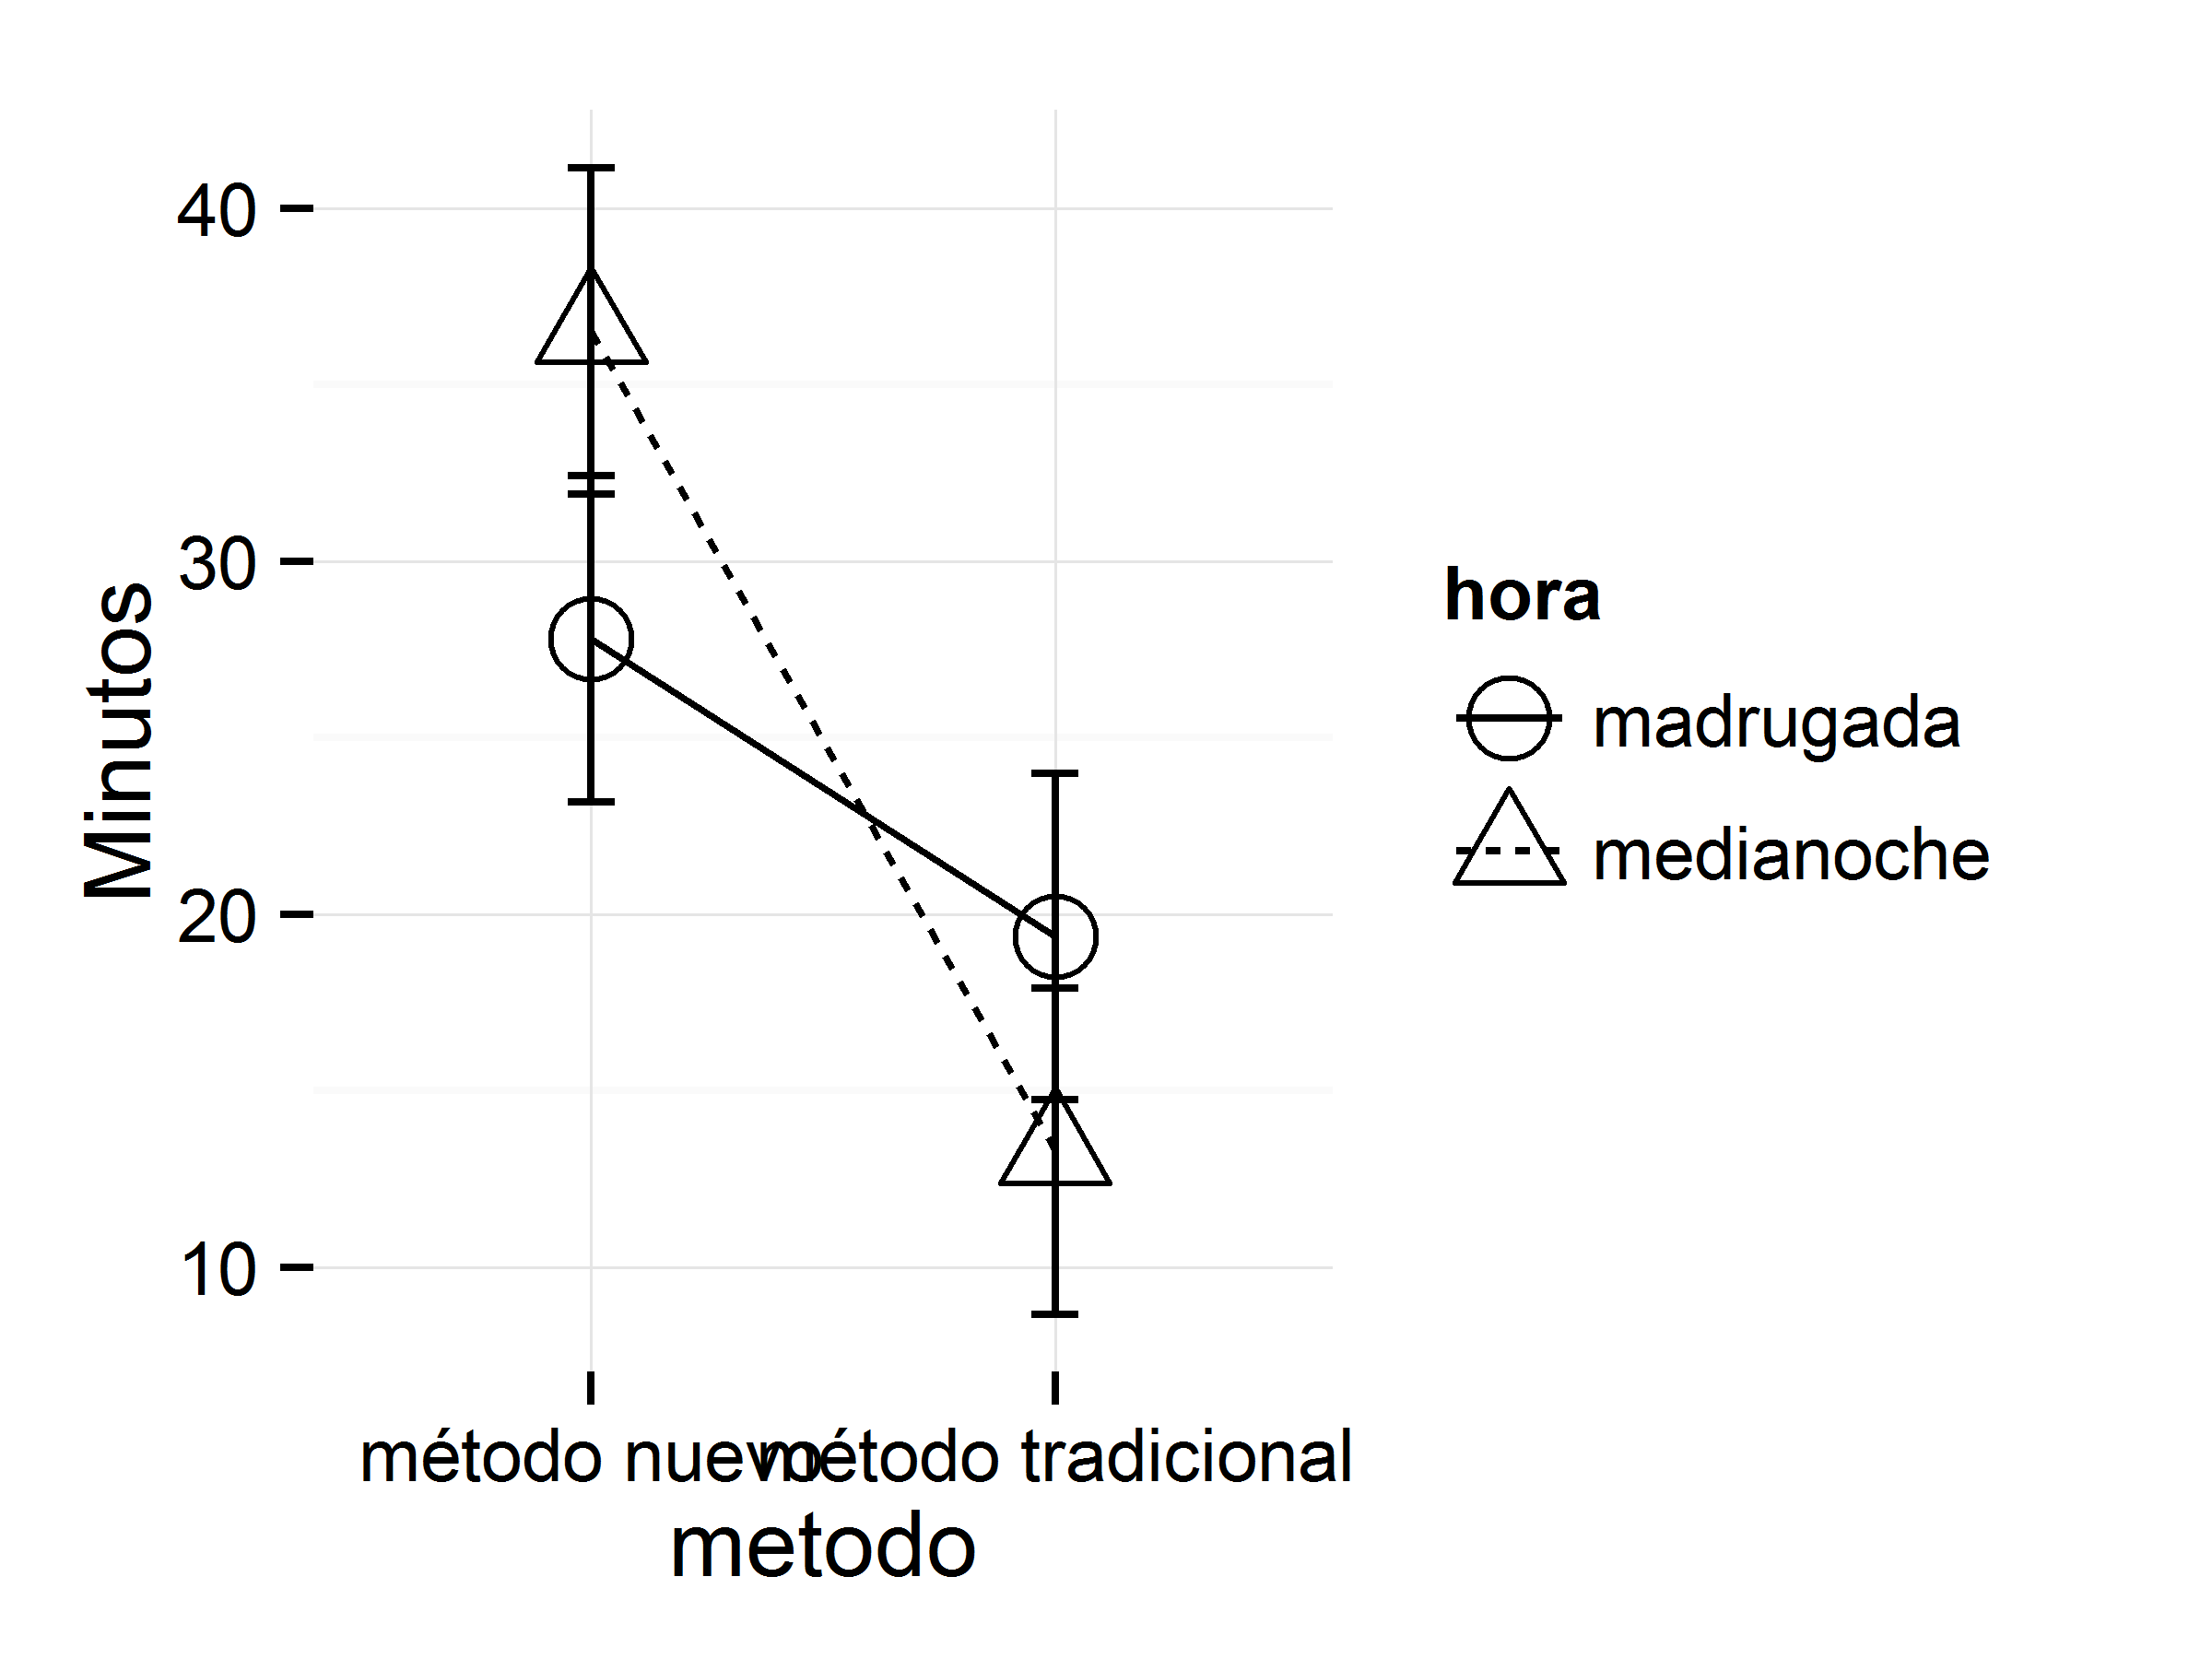 Minutos
40
30
20
10
método nuevo
método tradicional
metodo
hora
madrugada
medianoche